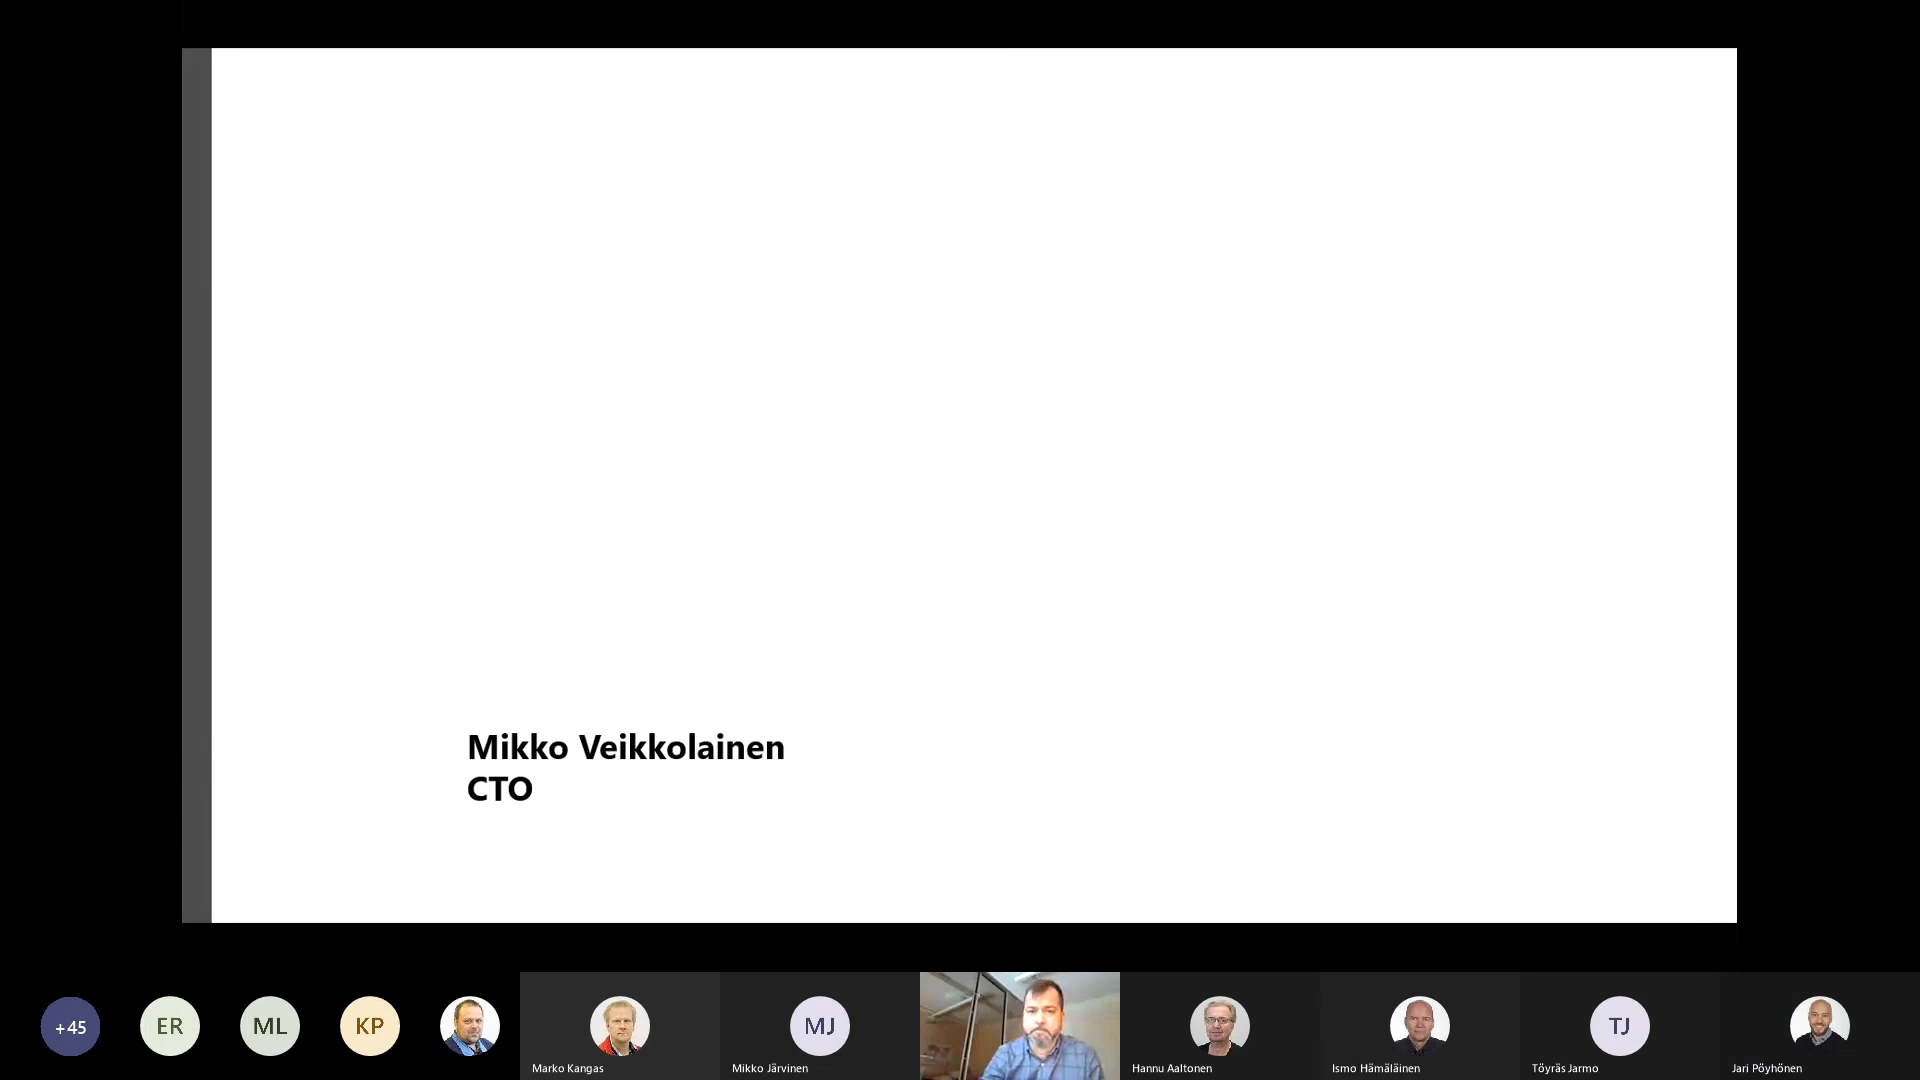 Mikko Veikkolainen
CTO
+45
ER
ML
KP
Marko Kangas
MJ
Mikko Järvinen
Hannu Aaltonen
Ismo Hämäläinen
TJ
Töyräs Jarmo
Jari Pöyhönen